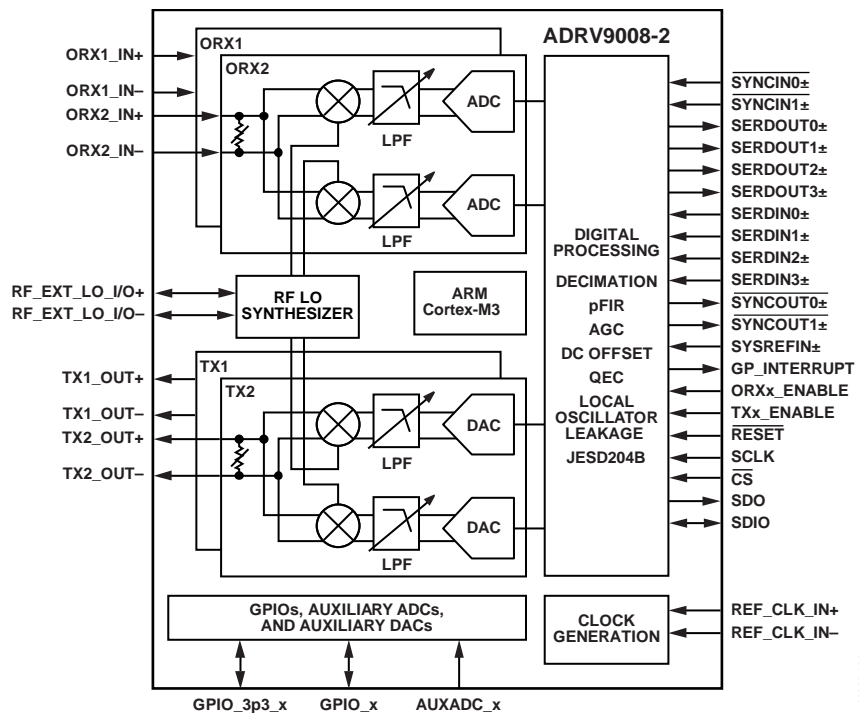 ADRV9008-2
ORX1_IN+
ORX1_IN–
ORX2_IN+
ORX2_IN–
ORX1
ORX2
LPF
ADC
LPF
ADC
RF_EXT_LO_I/O+
RF_EXT_LO_I/O–
RF LO
SYNTHESIZER
ARM
Cortex-M3
TX1_OUT+
TX1_OUT–
TX2_OUT+
TX2_OUT–
TX1
TX2
LPF
DAC
LPF
DAC
DIGITAL
PROCESSING
DECIMATION
pFIR
AGC
DC OFFSET
QEC
LOCAL
OSCILLATOR
LEAKAGE
JESD204B
SYNCIN0±
SYNCIN1±
SERDOUT0±
SERDOUT1±
SERDOUT2±
SERDOUT3±
SERDIN0±
SERDIN1±
SERDIN2±
SERDIN3±
SYNCOUT0±
SYNCOUT1±
SYSREFIN±
GP_INTERRUPT
ORXx_ENABLE
TXx_ENABLE
RESET
SCLK
CS
SDO
SDIO
GPIOs, AUXILIARY ADCs,
AND AUXILIARY DACs
CLOCK
GENERATION
REF_CLK_IN+
REF_CLK_IN–
GPIO_3p3_x
GPIO_x
AUXADC_x